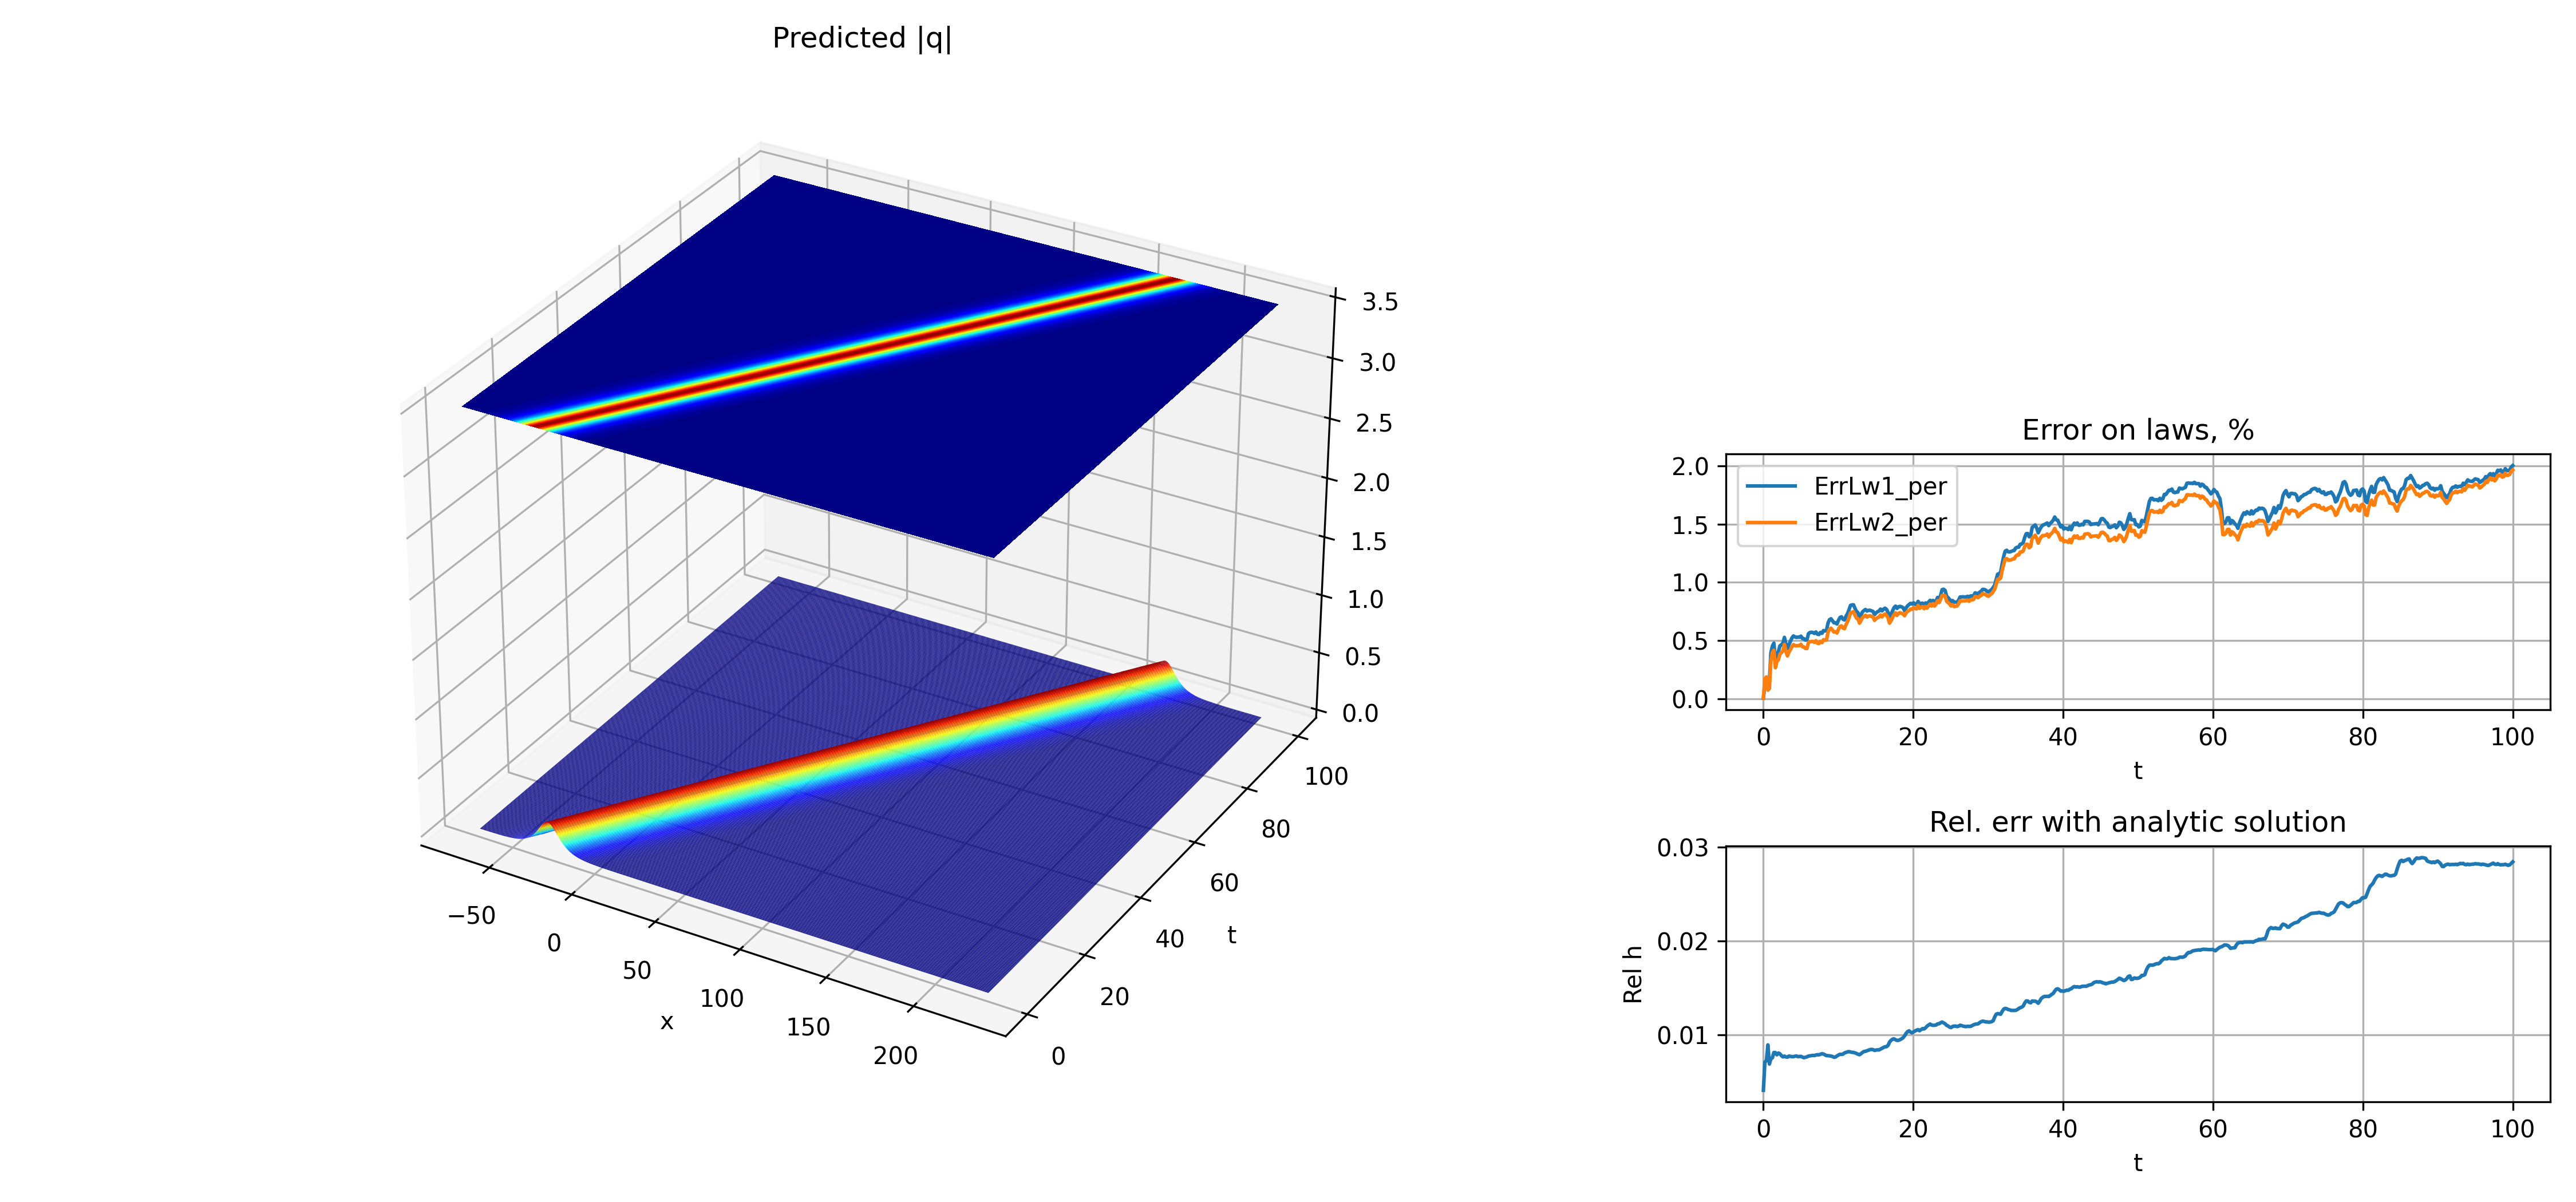 Predicted |q|
3.5
3.0
2.5
2.0
1.5
1.0
0.5
0.0
100
80
60
40
20
0
t
−50
0
50
100
150
200
x
Error on laws, %
2.0
1.5
1.0
0.5
0.0
ErrLw1_per
ErrLw2_per
0 20 40 60 80 100
t
Rel. err with analytic solution
0.03
0.02
0.01
Rel h
0 20 40 60 80 100
t